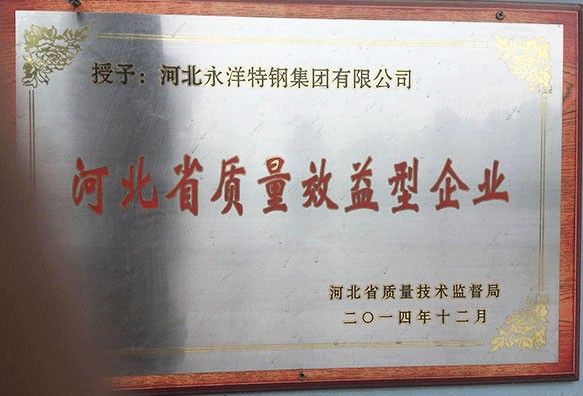 授予：河北永洋特钢集团有限公司
河北省质量效益型企业
河北省质量技术监督局
二〇一四年十二月